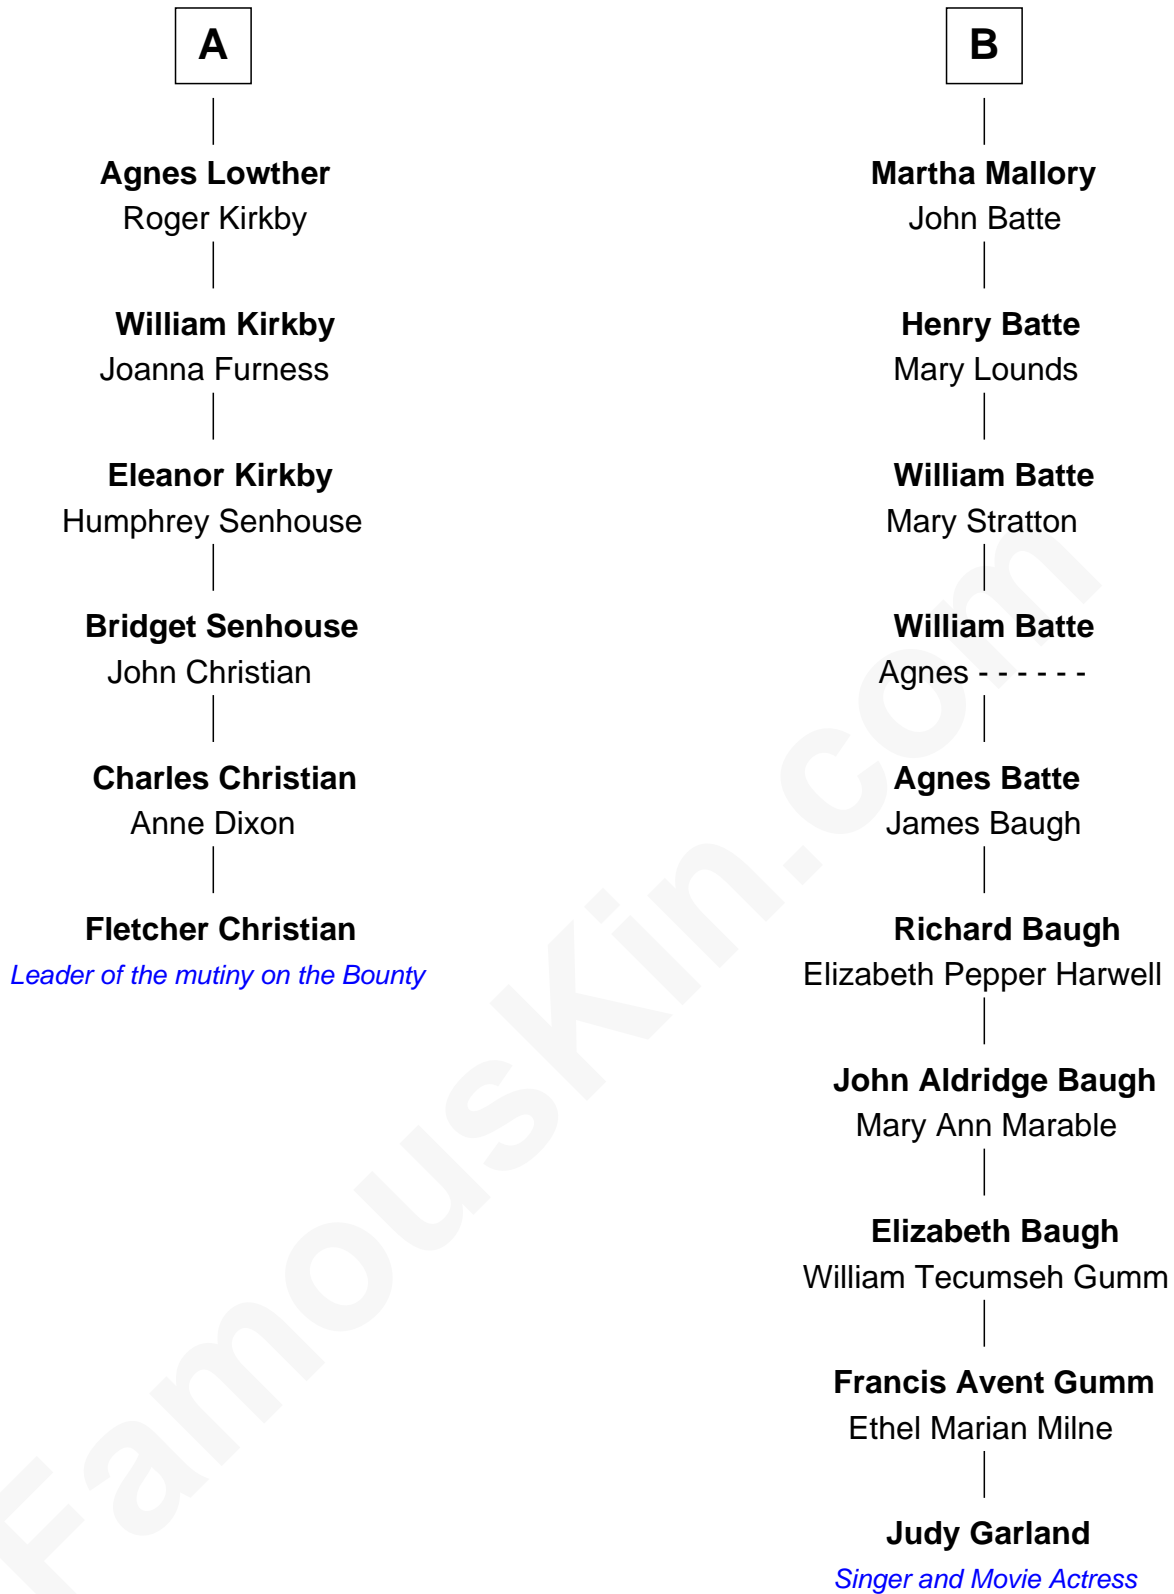 A
Agnes Lowther
Roger Kirkby
William Kirkby
Joanna Furness
Eleanor Kirkby
Humphrey Senhouse
Bridget Senhouse
John Christian
Charles Christian
Anne Dixon
Fletcher Christian
Leader of the mutiny on the Bounty
B
Martha Mallory
John Batte
Henry Batte
Mary Lounds
William Batte
Mary Stratton
William Batte
Agnes - - - - - -
Agnes Batte
James Baugh
Richard Baugh
Elizabeth Pepper Harwell
John Aldridge Baugh
Mary Ann Marable
Elizabeth Baugh
William Tecumseh Gumm
Francis Avent Gumm
Ethel Marian Milne
Judy Garland
Singer and Movie Actress
FamousKin.com